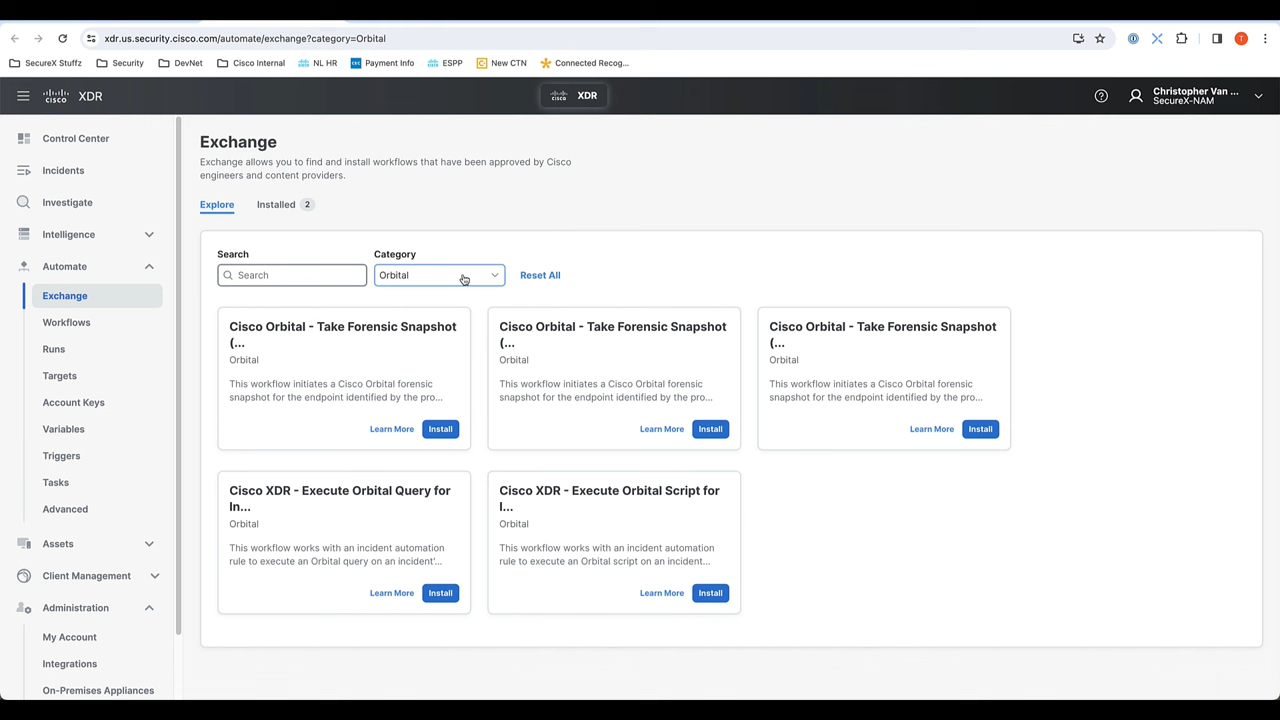 xdr.us.security.cisco.com/automate/exchange?category=Orbital
T
SecureX Stuffz
Security
DevNet
Cisco Internal
NL HR
Payment Info
ESPP
New CTN
Connected Recog...
cisco XDR
cisco XDR
Christopher Van ...
SecureX-NAM
Control Center
Incidents
Investigate
Intelligence
Automate
Exchange
Workflows
Runs
Targets
Account Keys
Variables
Triggers
Tasks
Advanced
Assets
Client Management
Administration
My Account
Integrations
On-Premises Appliances
Exchange
Exchange allows you to find and install workflows that have been approved by Cisco
engineers and content providers.
Explore
Installed 2
Search
Category
Search
Orbital
Reset All
Cisco Orbital - Take Forensic Snapshot
(...
Orbital
This workflow initiates a Cisco Orbital forensic
snapshot for the endpoint identified by the pro...
Learn More Install
Cisco Orbital - Take Forensic Snapshot
(...
Orbital
This workflow initiates a Cisco Orbital forensic
snapshot for the endpoint identified by the pro...
Learn More Install
Cisco Orbital - Take Forensic Snapshot
(...
Orbital
This workflow initiates a Cisco Orbital forensic
snapshot for the endpoint identified by the pro...
Learn More Install
Cisco XDR - Execute Orbital Query for
In...
Orbital
This workflow works with an incident automation
rule to execute an Orbital query on an incident'...
Learn More Install
Cisco XDR - Execute Orbital Script for
I...
Orbital
This workflow works with an incident automation
rule to execute an Orbital script on an incident...
Learn More Install